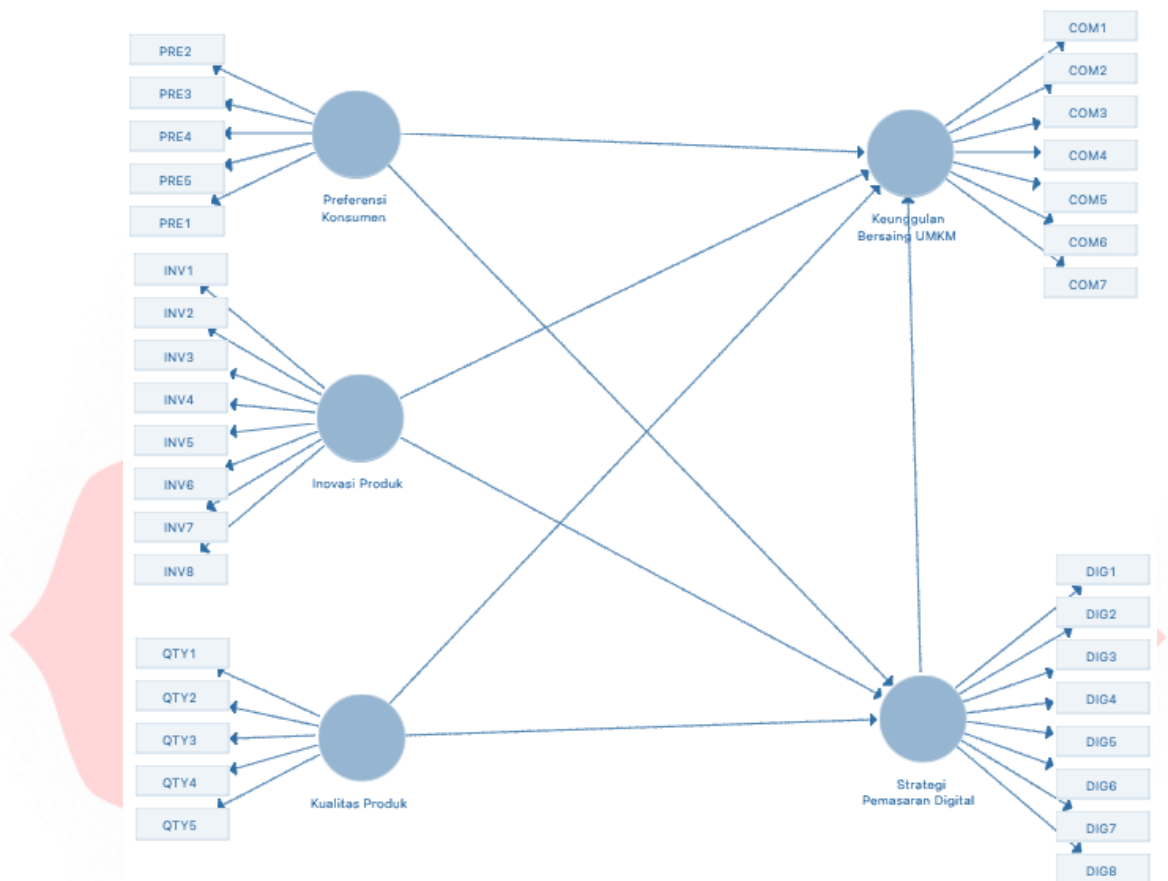 PRE2
PRE3
PRE4
PRE5
PRE1
Preferensi
Konsumen
INV1
INV2
INV3
INV4
INV5
INV6
INV7
INV8
Inovasi Produk
QTY1
QTY2
QTY3
QTY4
QTY5
Kualitas Produk
COM1
COM2
COM3
COM4
COM5
COM6
COM7
Keunggulan
Bersaing UMKM
DIG1
DIG2
DIG3
DIG4
DIG5
DIG6
DIG7
DIG8
Strategi
Pemasaran Digital